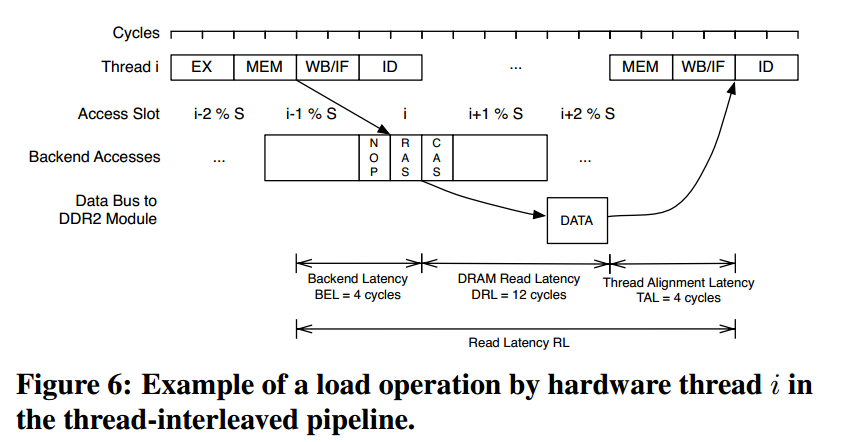 Cycles
Thread i EX MEM WB/IF ID ... MEM WB/IF ID
Access Slot i-2 % S i-1 % S i i+1 % S i+2 % S
Backend Accesses ... NOP RAS CAS ...
Data Bus to
DDR2 Module
DATA
Backend Latency
BEL = 4 cycles
DRAM Read Latency
DRL = 12 cycles
Thread Alignment Latency
TAL = 4 cycles
Read Latency RL
Figure 6: Example of a load operation by hardware thread i in
the thread-interleaved pipeline.